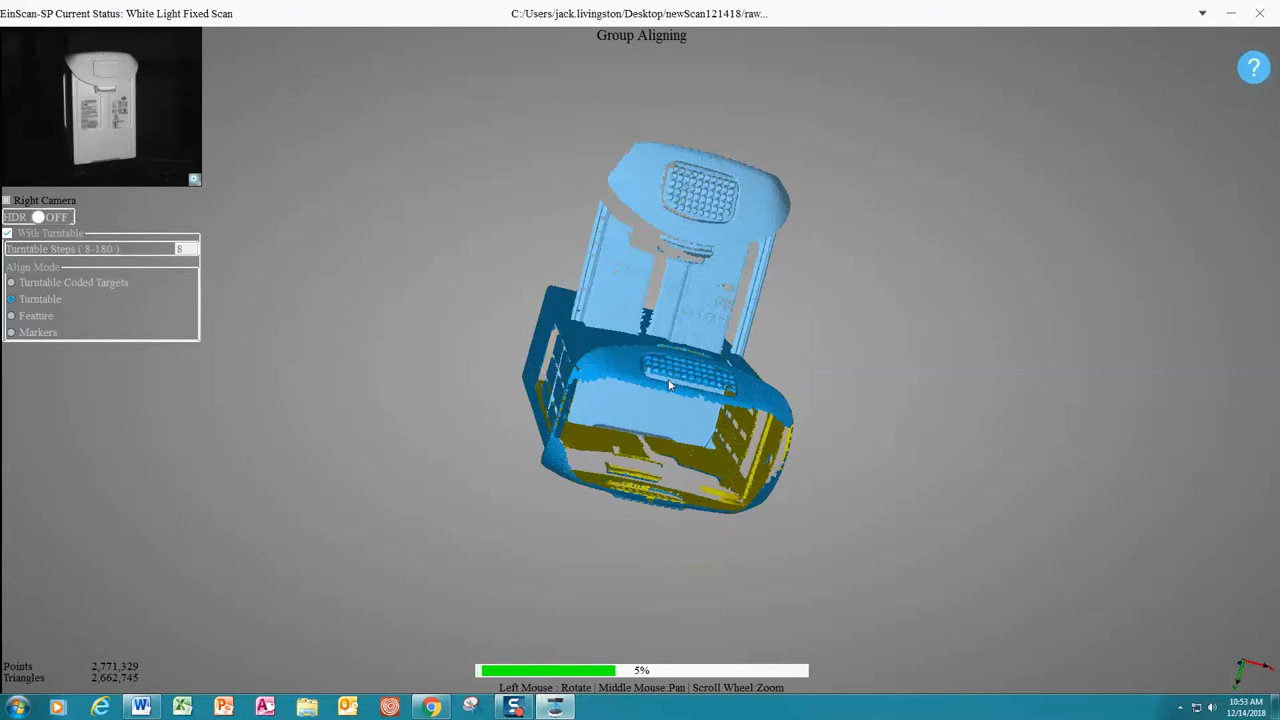 EinScan-SP Current Status: White Light Fixed Scan
C:/Users/jack.livingston/Desktop/newScan121418/raw...
Group Aligning
?
Right Camera
HDR OFF
With Turntable
Turntable Steps ( 8-180 ) 8
Align Mode
Turntable Coded Targets
Turntable
Feature
Markers
Points 2,771,329
Triangles 2,662,745
5%
Left Mouse : Rotate | Middle Mouse:Pan | Scroll Wheel:Zoom
10:53 AM
12/14/2018